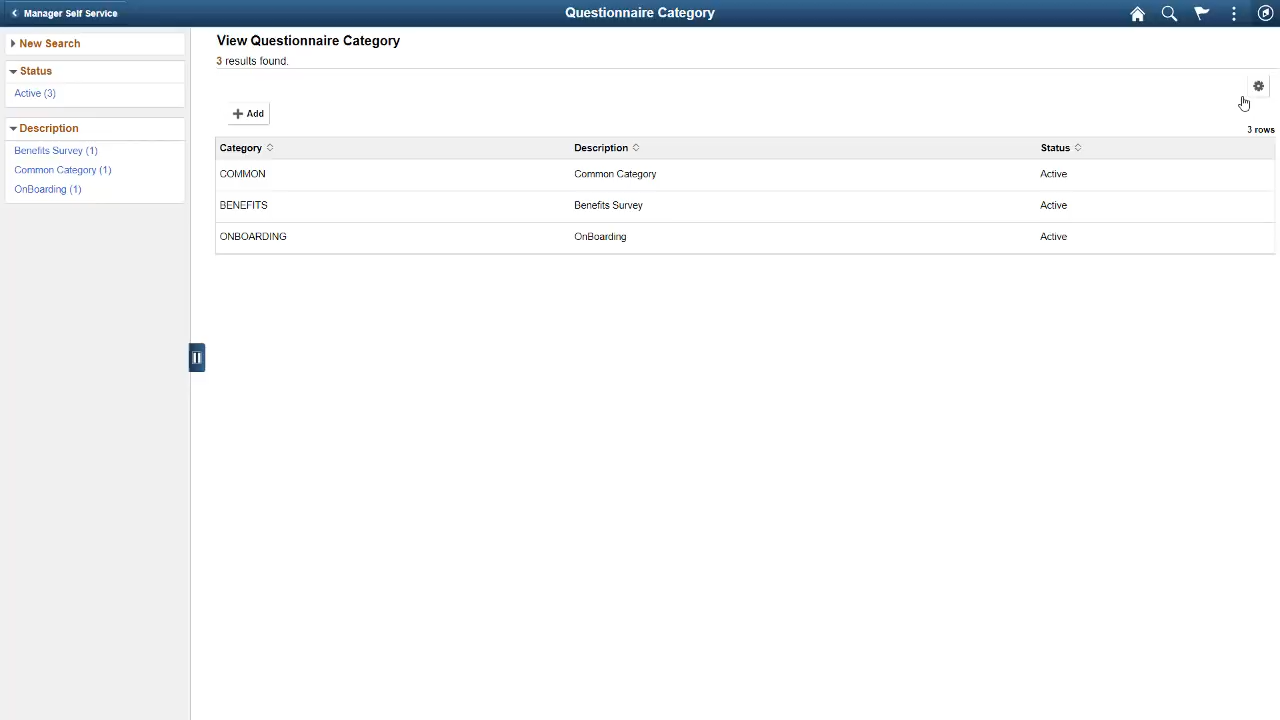 Manager Self Service
Questionnaire Category
New Search
Status
Active (3)
Description
Benefits Survey (1)
Common Category (1)
OnBoarding (1)
View Questionnaire Category
3 results found.
Add
3 rows
Category Description Status
COMMON Common Category Active
BENEFITS Benefits Survey Active
ONBOARDING OnBoarding Active